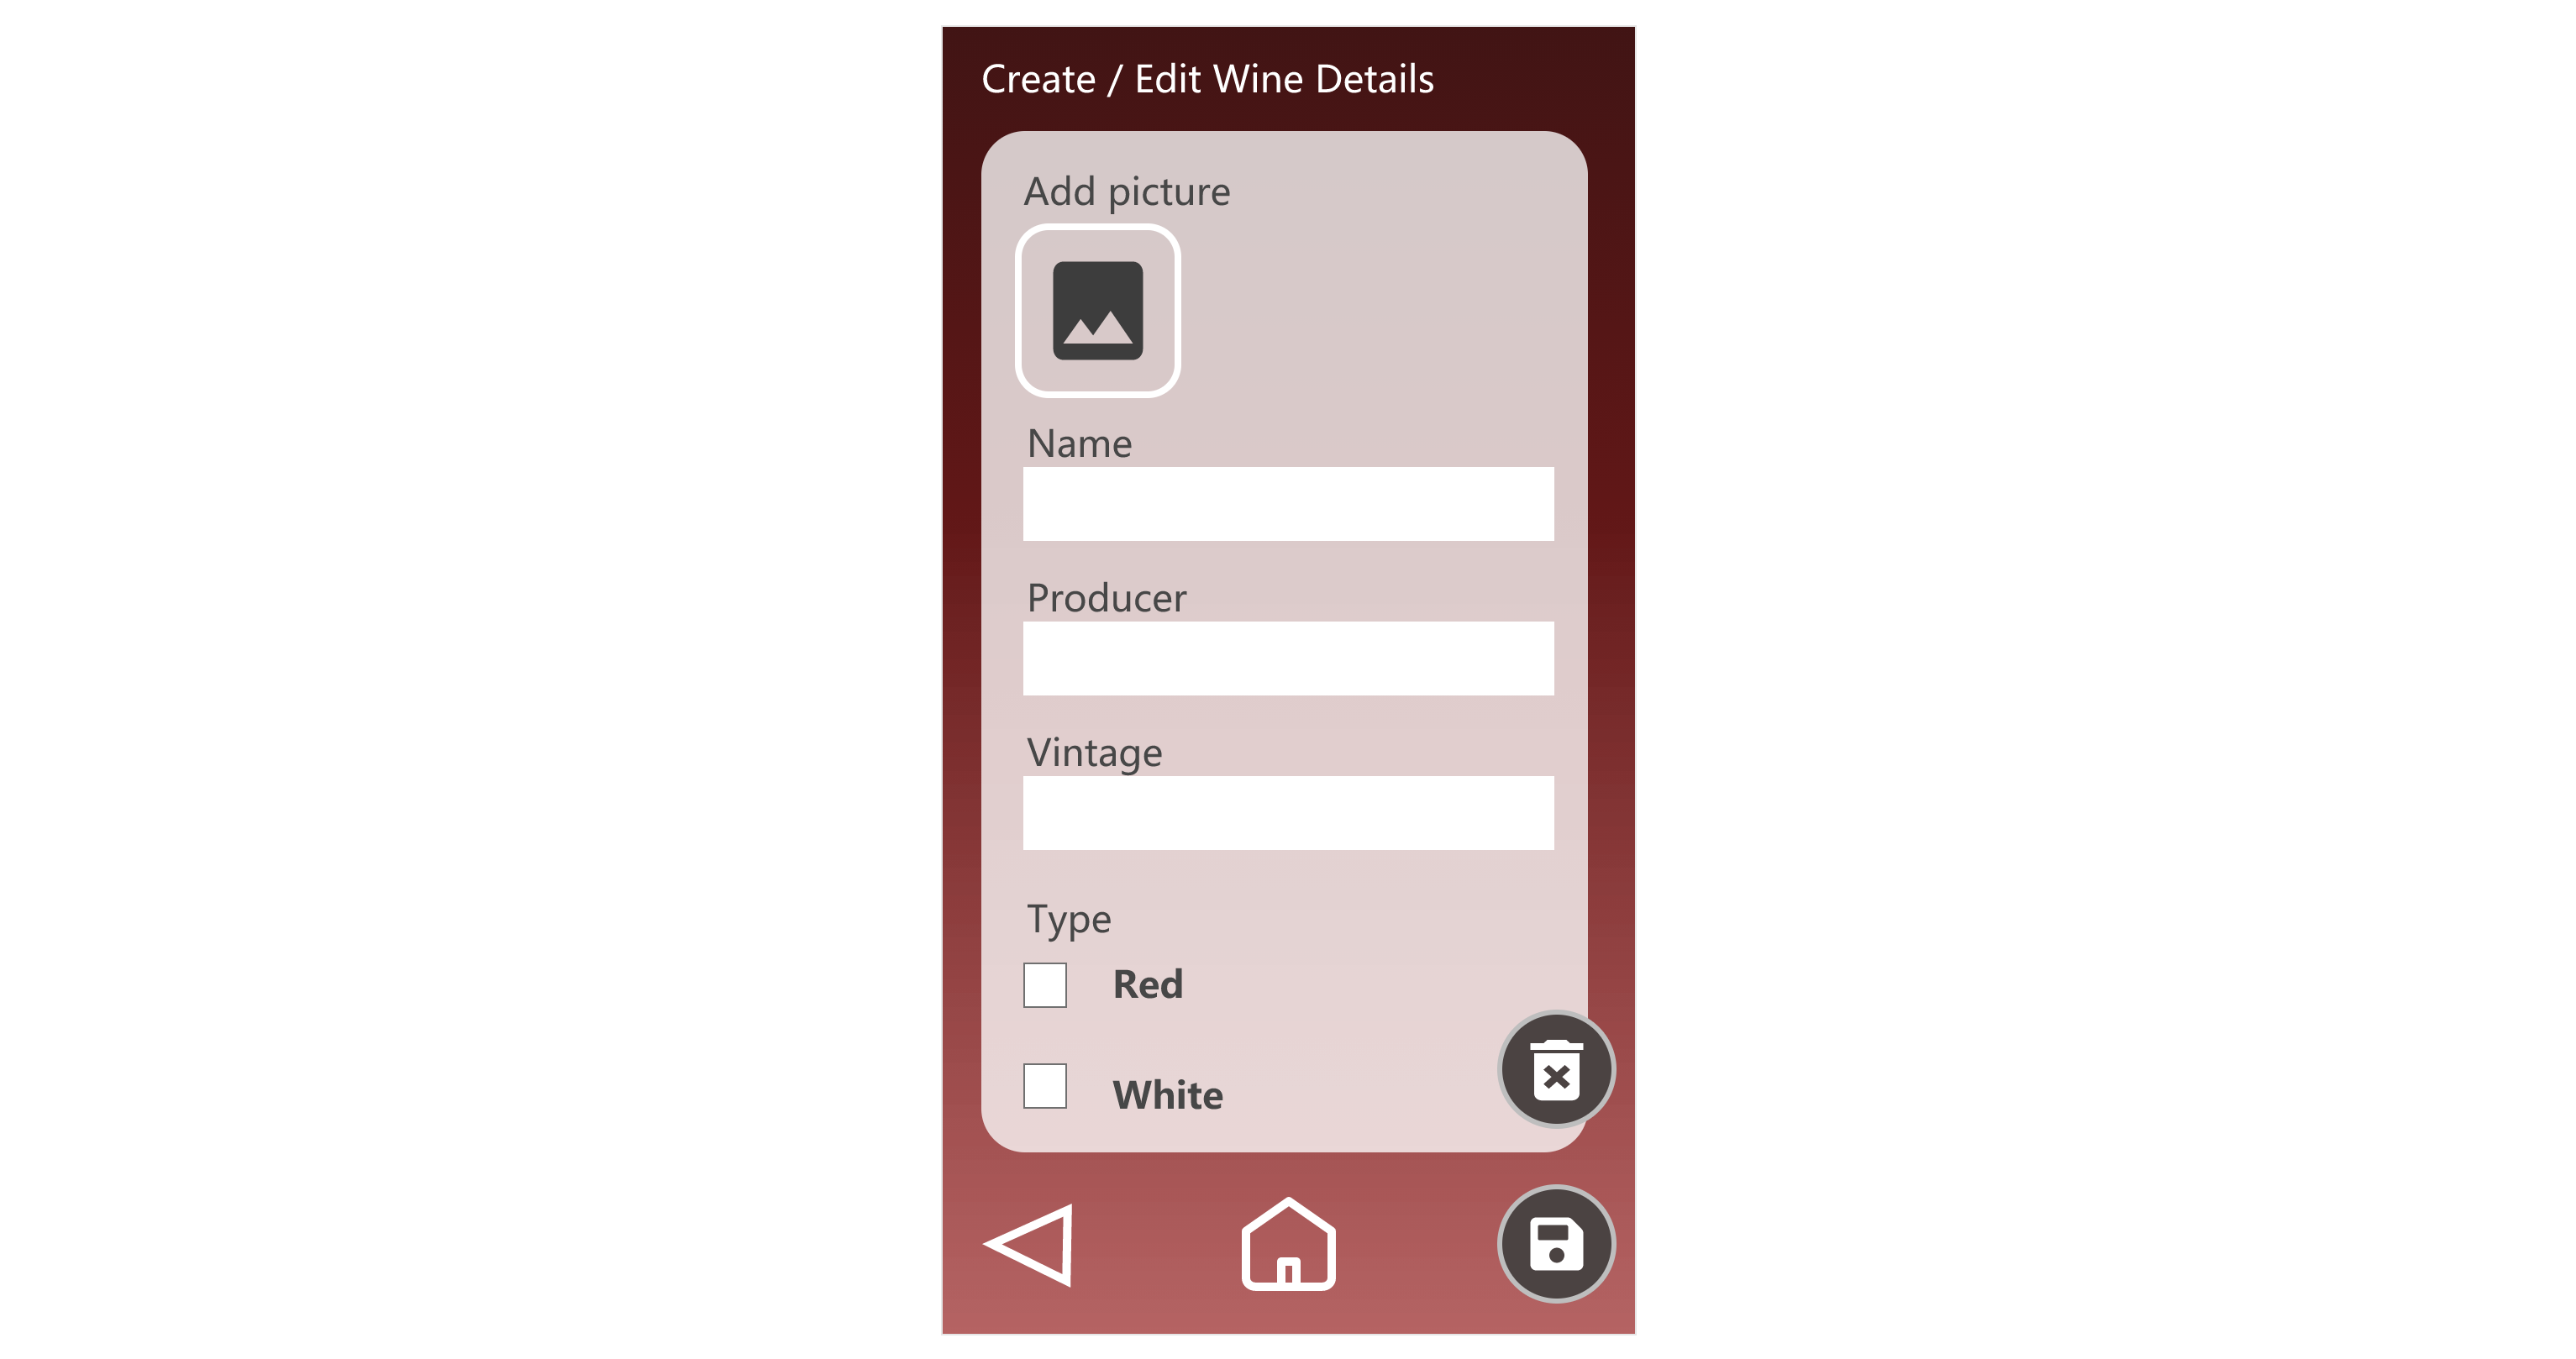 Create / Edit Wine Details
Add picture
Name
Producer
Vintage
Type
Red
White